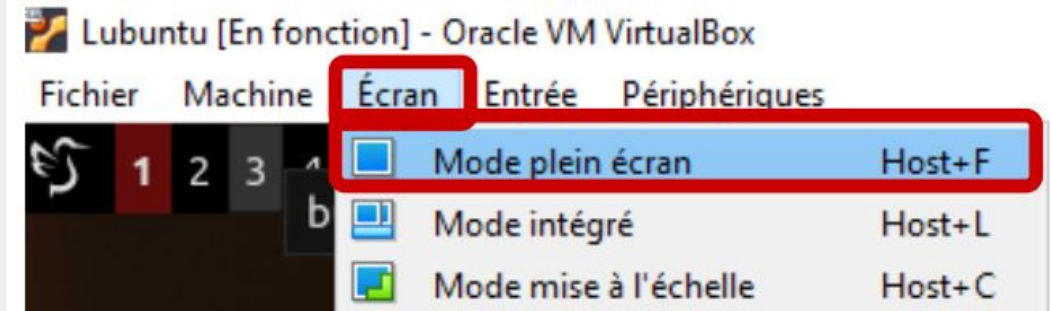 Lubuntu [En fonction] - Oracle VM VirtualBox
Fichier Machine Écran Entrée Périphériques
1 2 3 4 Mode plein écran Host+F
b Mode intégré Host+L
Mode mise à l'échelle Host+C